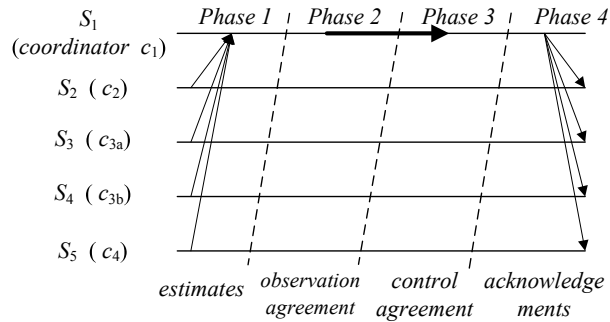 S₁ Phase 1 Phase 2 Phase 3 Phase 4
(coordinator c₁)
S₂ ( c₂)
S₃ ( c₃ₐ)
S₄ ( c₃b)
S₅ ( c₄)
estimates observation control acknowledge
agreement agreement ments